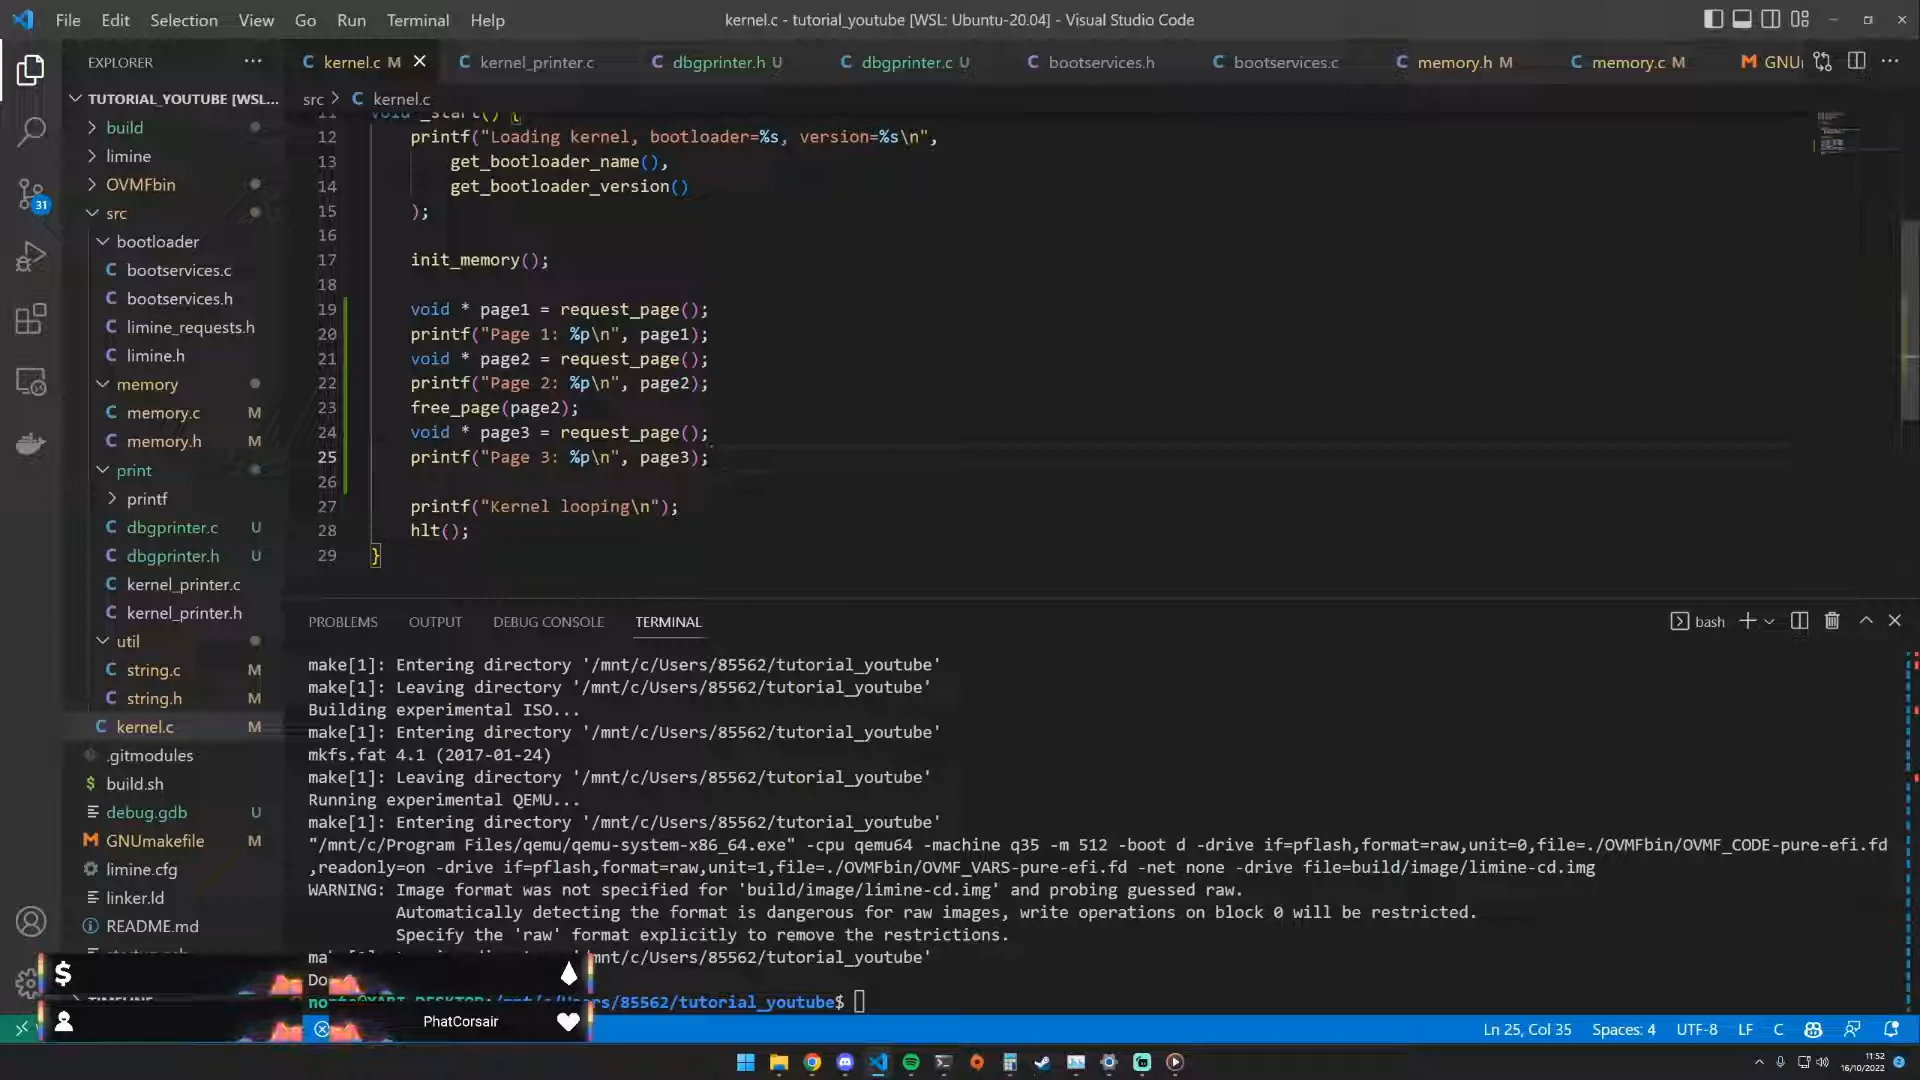 File Edit Selection View Go Run Terminal Help
kernel.c - tutorial_youtube [WSL: Ubuntu-20.04] - Visual Studio Code
EXPLORER
C kernel.c M C kernel_printer.c C dbgprinter.h U C dbgprinter.c U C bootservices.h C bootservices.c C memory.h M C memory.c M M GNU
TUTORIAL_YOUTUBE [WSL...
build
limine
OVMFbin
src
bootloader
C bootservices.c
C bootservices.h
C limine_requests.h
C limine.h
memory
C memory.c M
C memory.h M
print
printf
C dbgprinter.c U
C dbgprinter.h U
C kernel_printer.c
C kernel_printer.h
util
C string.c M
C string.h M
C kernel.c M
.gitmodules
$ build.sh
debug.gdb U
M GNUmakefile M
limine.cfg
linker.ld
README.md
31
src > C kernel.c
11 void _start() {
12 printf("Loading kernel, bootloader=%s, version=%s\n",
13 get_bootloader_name(),
14 get_bootloader_version()
15 );
16
17 init_memory();
18
19 void * page1 = request_page();
20 printf("Page 1: %p\n", page1);
21 void * page2 = request_page();
22 printf("Page 2: %p\n", page2);
23 free_page(page2);
24 void * page3 = request_page();
25 printf("Page 3: %p\n", page3);
26
27 printf("Kernel looping\n");
28 hlt();
29 }
PROBLEMS OUTPUT DEBUG CONSOLE TERMINAL
bash
make[1]: Entering directory '/mnt/c/Users/85562/tutorial_youtube'
make[1]: Leaving directory '/mnt/c/Users/85562/tutorial_youtube'
Building experimental ISO...
make[1]: Entering directory '/mnt/c/Users/85562/tutorial_youtube'
mkfs.fat 4.1 (2017-01-24)
make[1]: Leaving directory '/mnt/c/Users/85562/tutorial_youtube'
Running experimental QEMU...
make[1]: Entering directory '/mnt/c/Users/85562/tutorial_youtube'
"/mnt/c/Program Files/qemu/qemu-system-x86_64.exe" -cpu qemu64 -machine q35 -m 512 -boot d -drive if=pflash,format=raw,unit=0,file=./OVMFbin/OVMF_CODE-pure-efi.fd
,readonly=on -drive if=pflash,format=raw,unit=1,file=./OVMFbin/OVMF_VARS-pure-efi.fd -net none -drive file=build/image/limine-cd.img
WARNING: Image format was not specified for 'build/image/limine-cd.img' and probing guessed raw.
Automatically detecting the format is dangerous for raw images, write operations on block 0 will be restricted.
Specify the 'raw' format explicitly to remove the restrictions.
ma mnt/c/Users/85562/tutorial_youtube'
Do
rs/85562/tutorial_youtube$
$
PhatCorsair
Ln 25, Col 35 Spaces: 4 UTF-8 LF C
11:52
16/10/2022